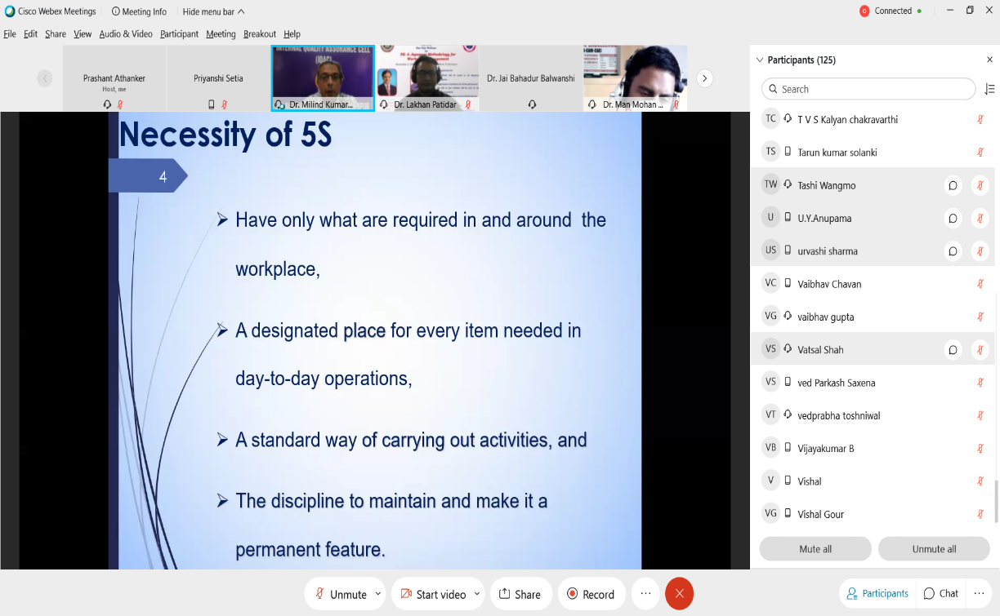 Cisco Webex Meetings
Meeting Info
Hide menu bar
Connected
File Edit Share View Audio & Video Participant Meeting Breakout Help
Prashant Athanker
Host, me
Priyanshi Setia
INTERNAL QUALITY ASSURANCE CELL
(IQAC)
Dr. Milind Kumar...
5S: A Japanese Methodology for
Dr. Lakhan Patidar
Dr. Jai Bahadur Balwanshi
Dr. Man Mohan ...
Necessity of 5S
4
Have only what are required in and around the
workplace,
A designated place for every item needed in
day-to-day operations,
A standard way of carrying out activities, and
The discipline to maintain and make it a
permanent feature.
Participants (125)
Search
TC T V S Kalyan chakravarthi
TS Tarun kumar solanki
TW Tashi Wangmo
U U.Y.Anupama
US urvashi sharma
VC Vaibhav Chavan
VG vaibhav gupta
VS Vatsal Shah
VS ved Parkash Saxena
VT vedprabha toshniwal
VB Vijayakumar B
V Vishal
VG Vishal Gour
Mute all
Unmute all
Unmute
Start video
Share
Record
Participants
Chat